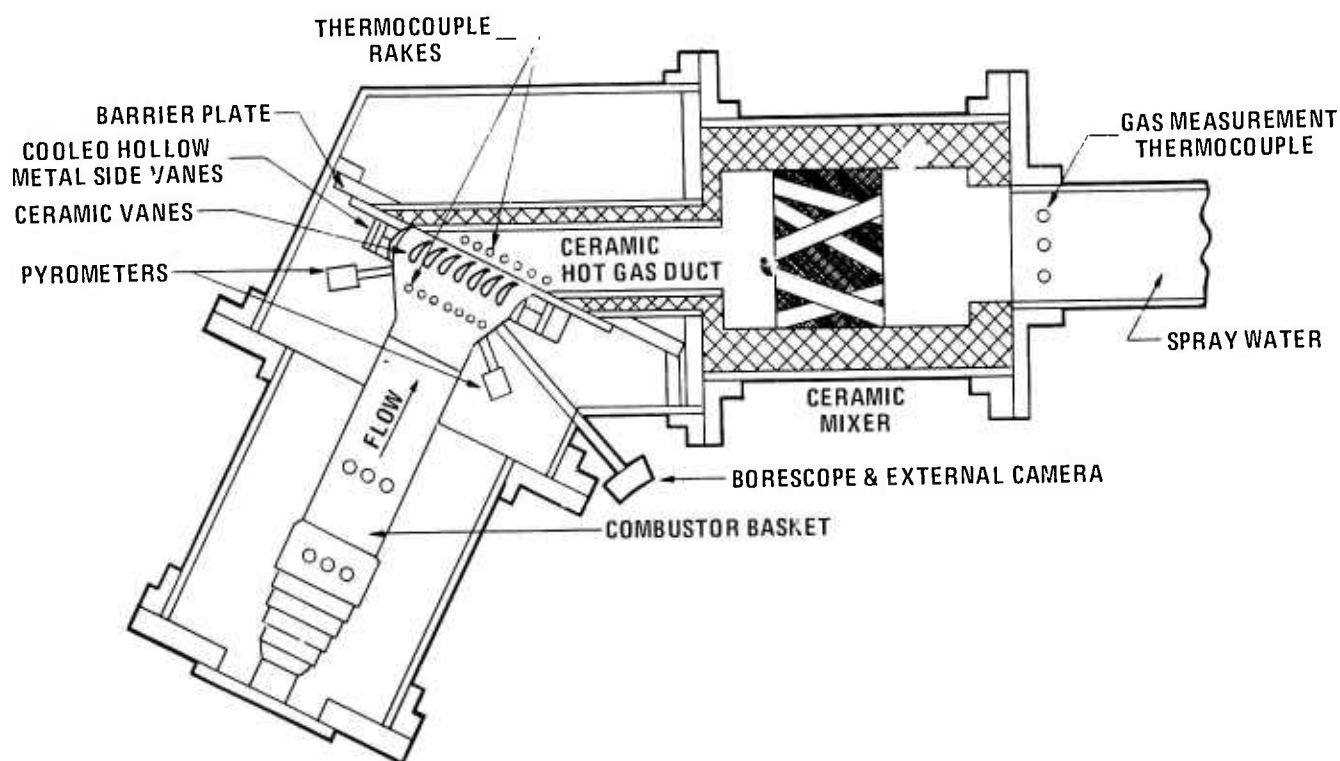 THERMOCOUPLE
RAKES
BARRIER PLATE
COOLEO HOLLOW
METAL SIDE VANES
CERAMIC VANES
PYROMETERS
CERAMIC
HOT GAS DUCT
GAS MEASUREMENT
THERMOCOUPLE
SPRAY WATER
CERAMIC
MIXER
FLOW
BORESCOPE & EXTERNAL CAMERA
COMBUSTOR BASKET